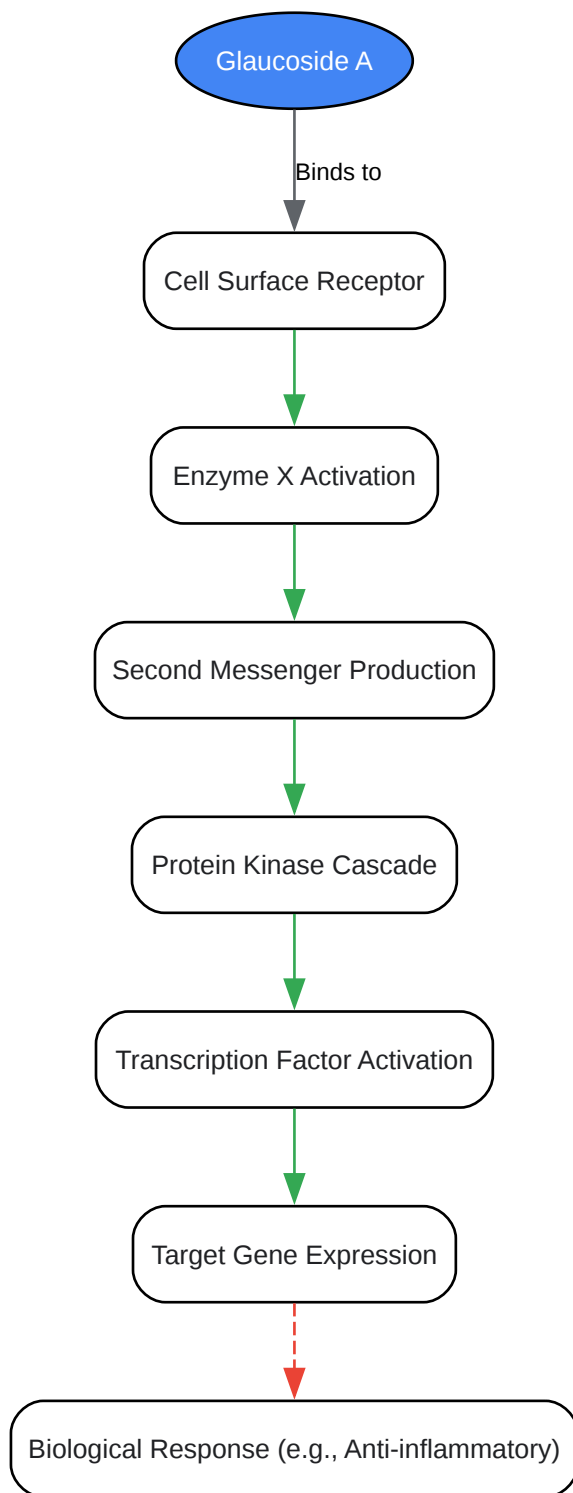 Glaucoside A
Binds to
Cell Surface Receptor
Enzyme X Activation
Second Messenger Production
Protein Kinase Cascade
Transcription Factor Activation
Target Gene Expression
Biological Response (e.g., Anti-inflammatory)